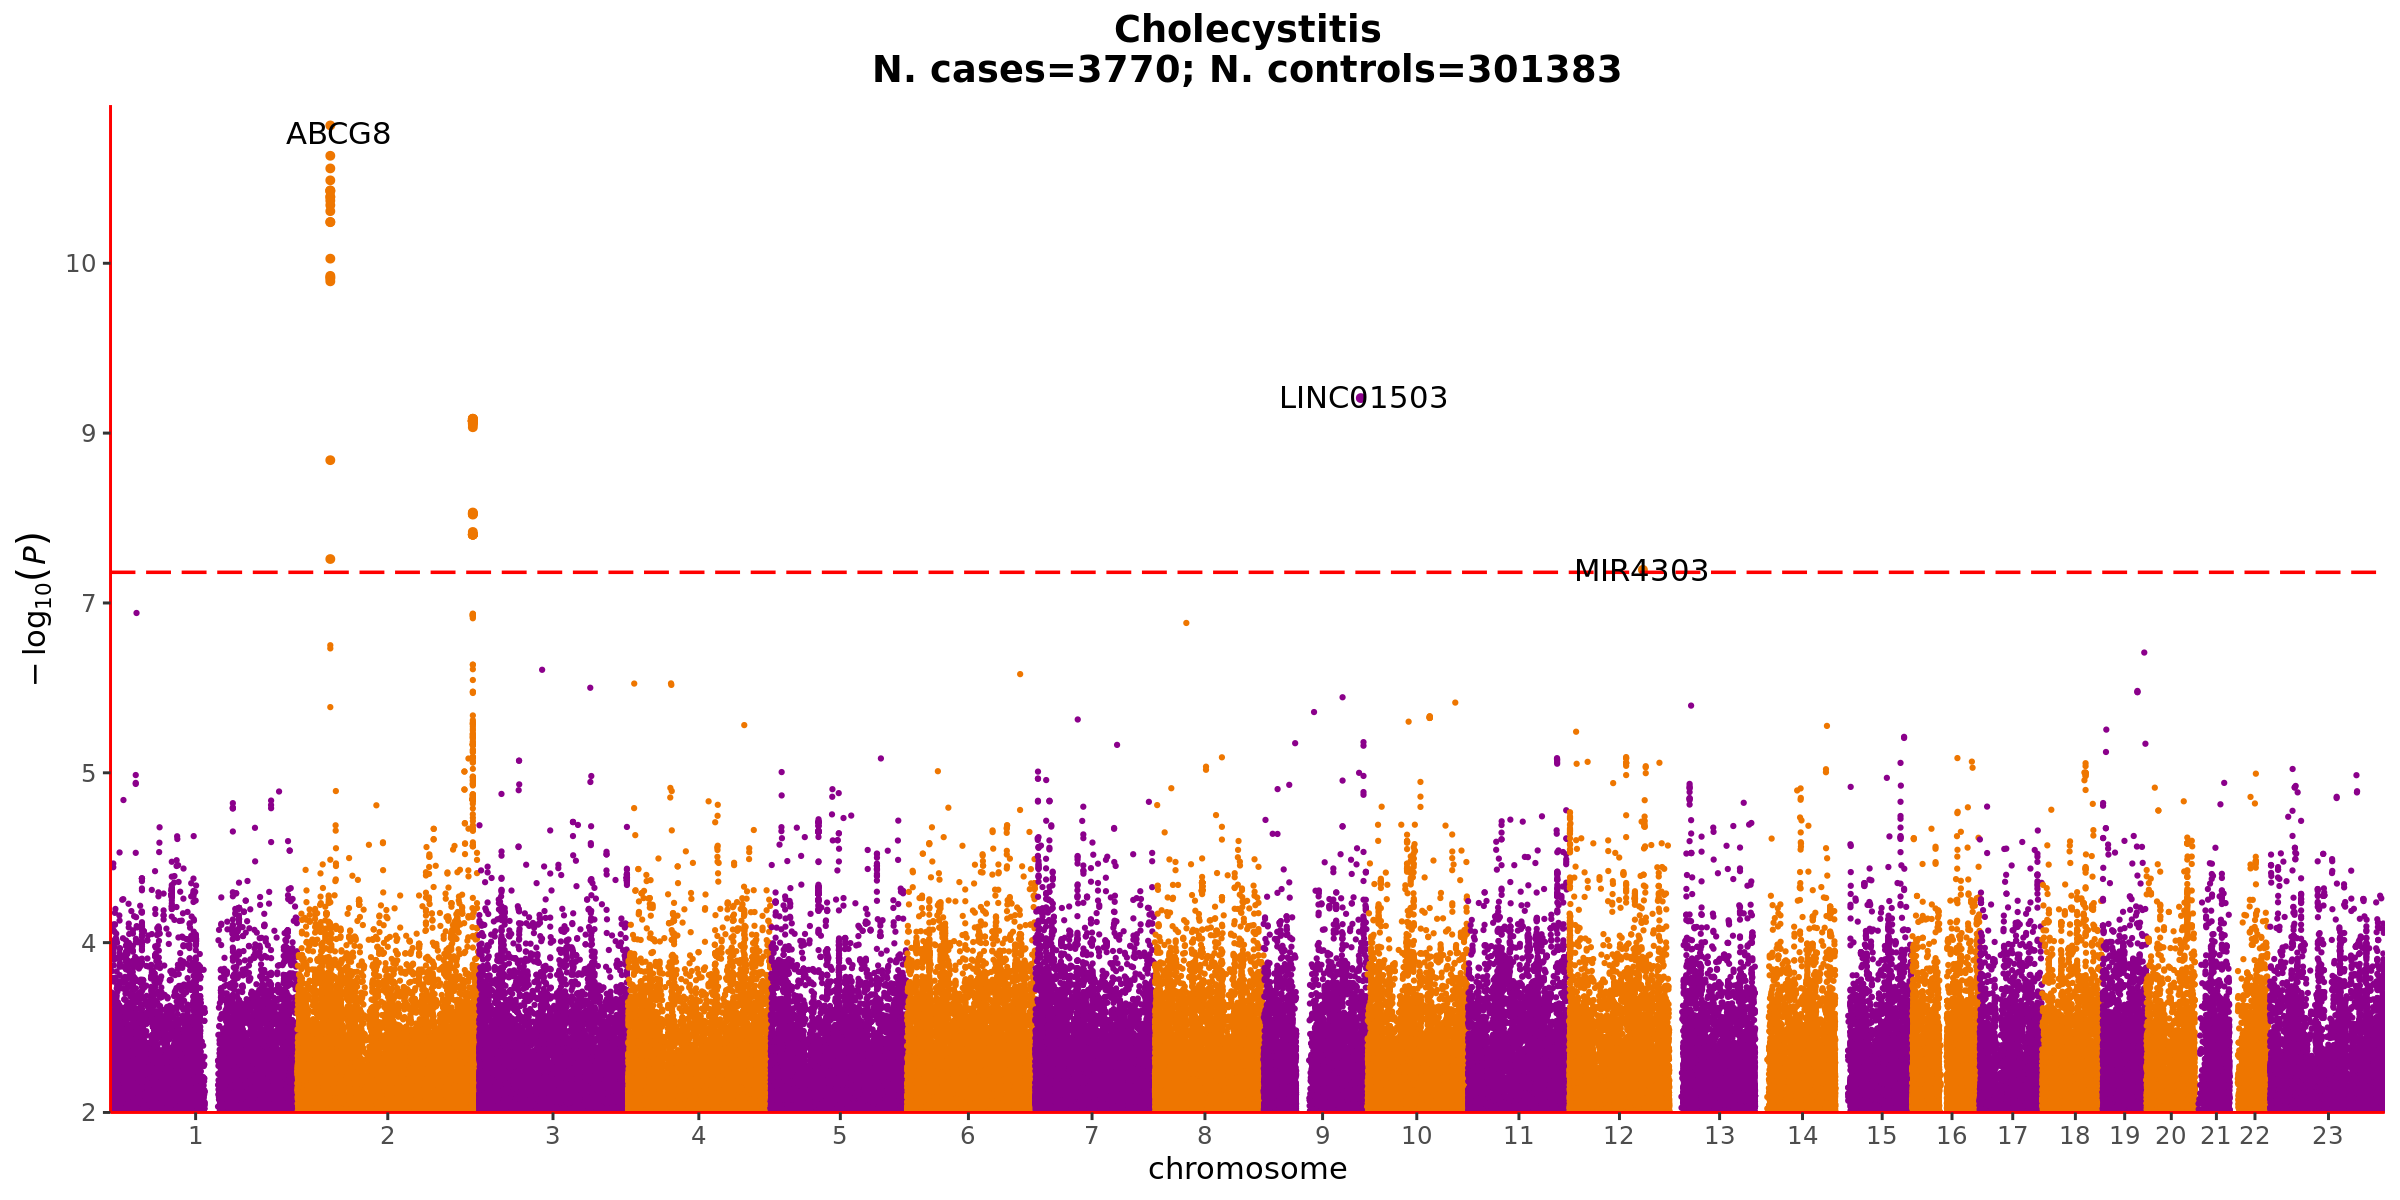 Cholecystitis
N. cases=3770; N. controls=301383
ABCG8
10
LINC01503
9
MIR4303
7
5
4
2
− log10(P)
1 2 3 4 5 6 7 8 9 10 11 12 13 14 15 16 17 18 19 20 21 22 23
chromosome